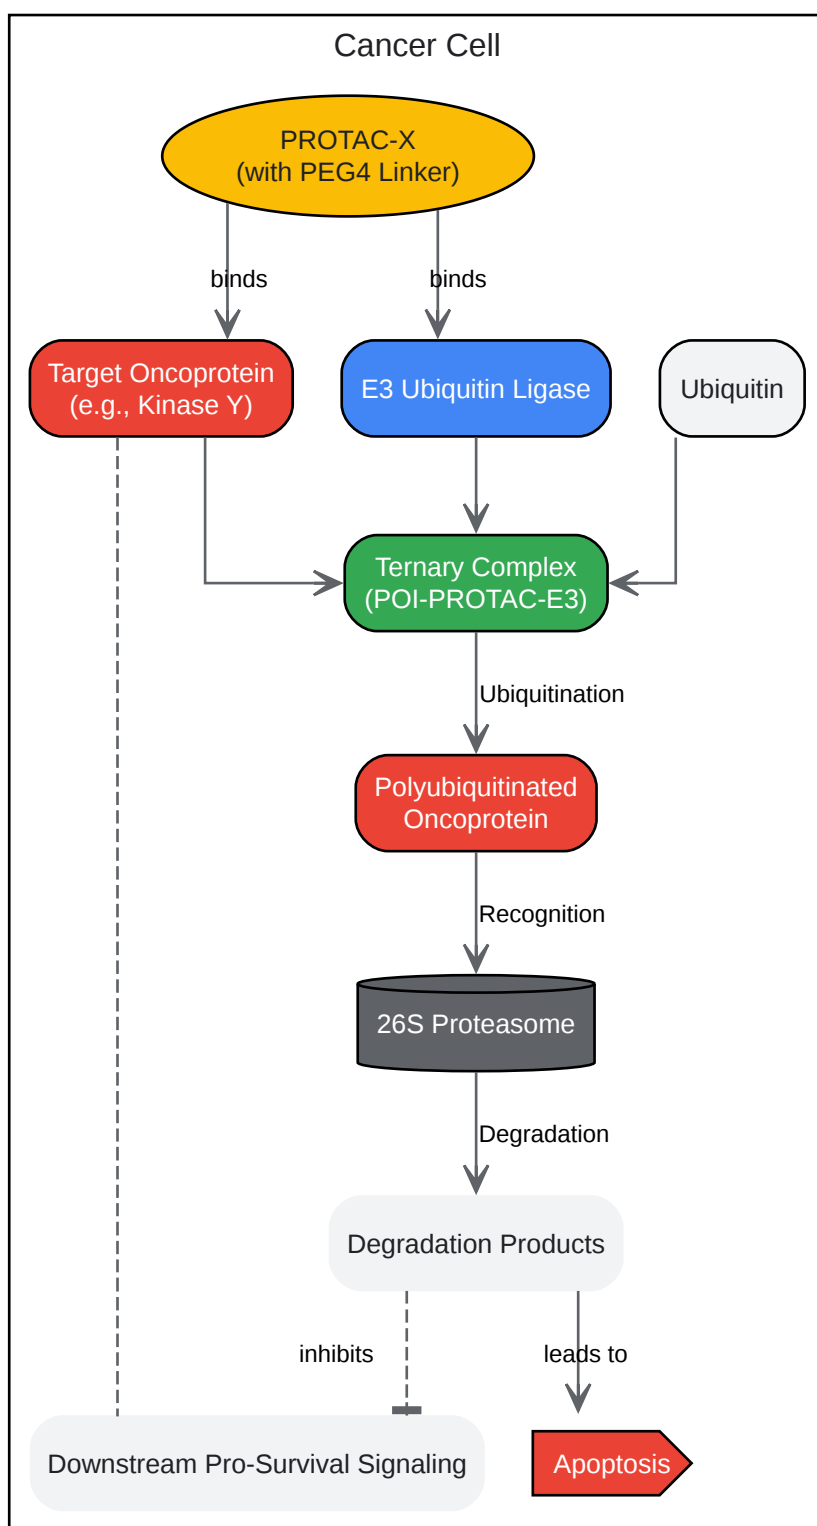 Cancer Cell
PROTAC-X
(with PEG4 Linker)
binds
binds
Target Oncoprotein
(e.g., Kinase Y)
E3 Ubiquitin Ligase
Ubiquitin
Ternary Complex
(POI-PROTAC-E3)
Ubiquitination
Polyubiquitinated
Oncoprotein
Recognition
26S Proteasome
Degradation
Degradation Products
inhibits
leads to
Downstream Pro-Survival Signaling
Apoptosis